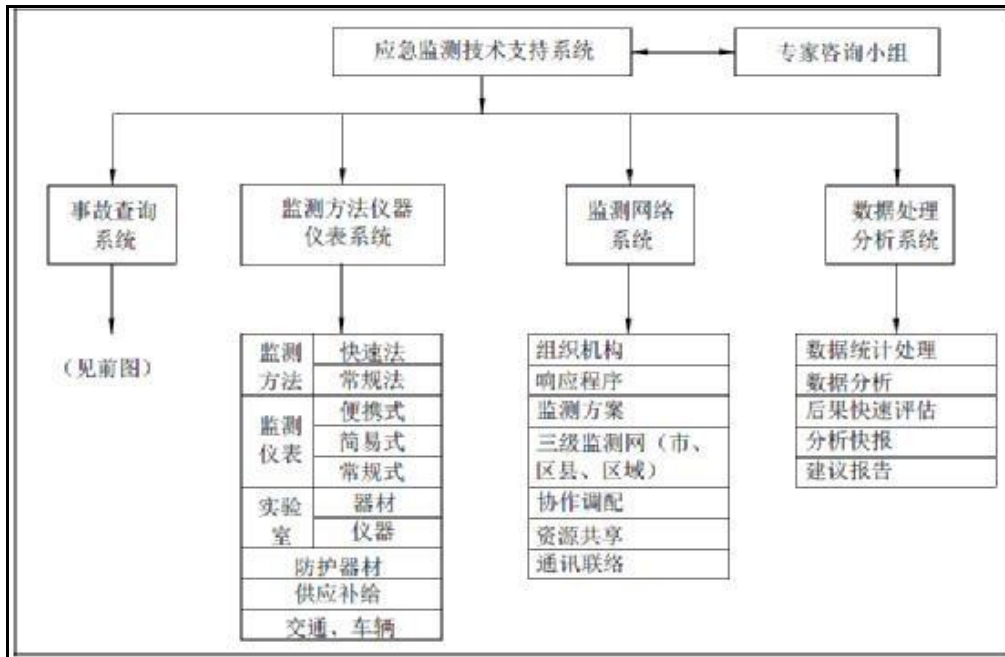 应急监测技术支持系统
专家咨询小组
事故查询
系统
监测方法仪器
仪表系统
监测网络
系统
数据处理
分析系统
（见前图）
监测
方法
快速法
常规法
监测
仪表
便携式
简易式
常规式
实验
室
器材
仪器
防护器材
供应补给
交通、车辆
组织机构
响应程序
监测方案
三级监测网（市、
区县、区域）
协作调配
资源共享
通讯联络
数据统计处理
数据分析
后果快速评估
分析快报
建议报告